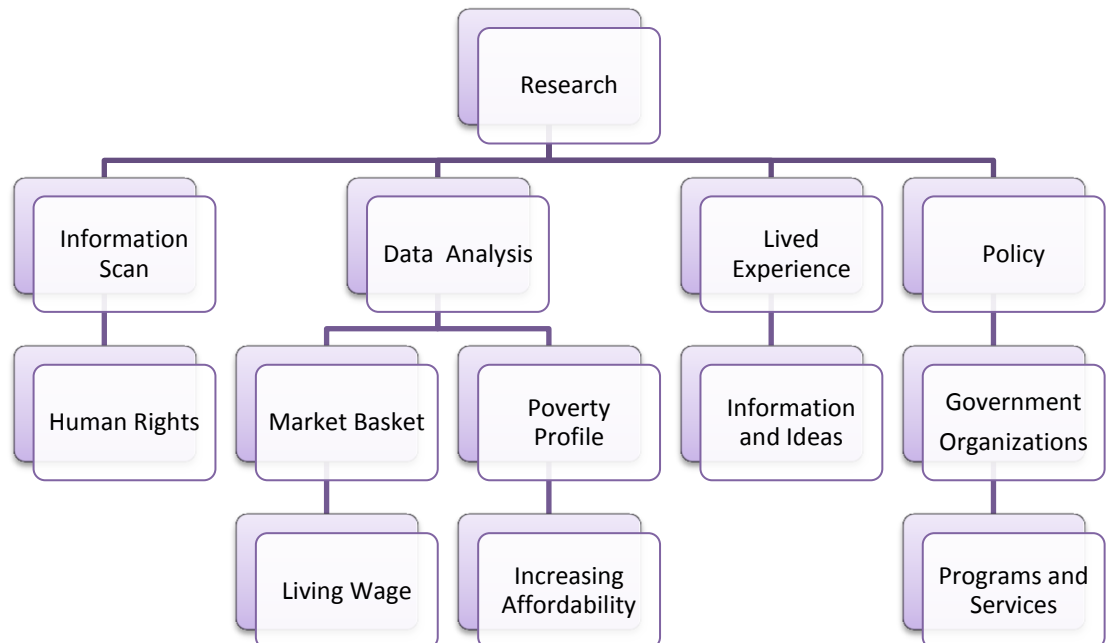 Research
Information
Scan
Data  Analysis
Lived
Experience
Policy
Human Rights
Market Basket
Poverty
Profile
Information
and Ideas
Government
Organizations
Living Wage
Increasing
Affordability
Programs and
Services